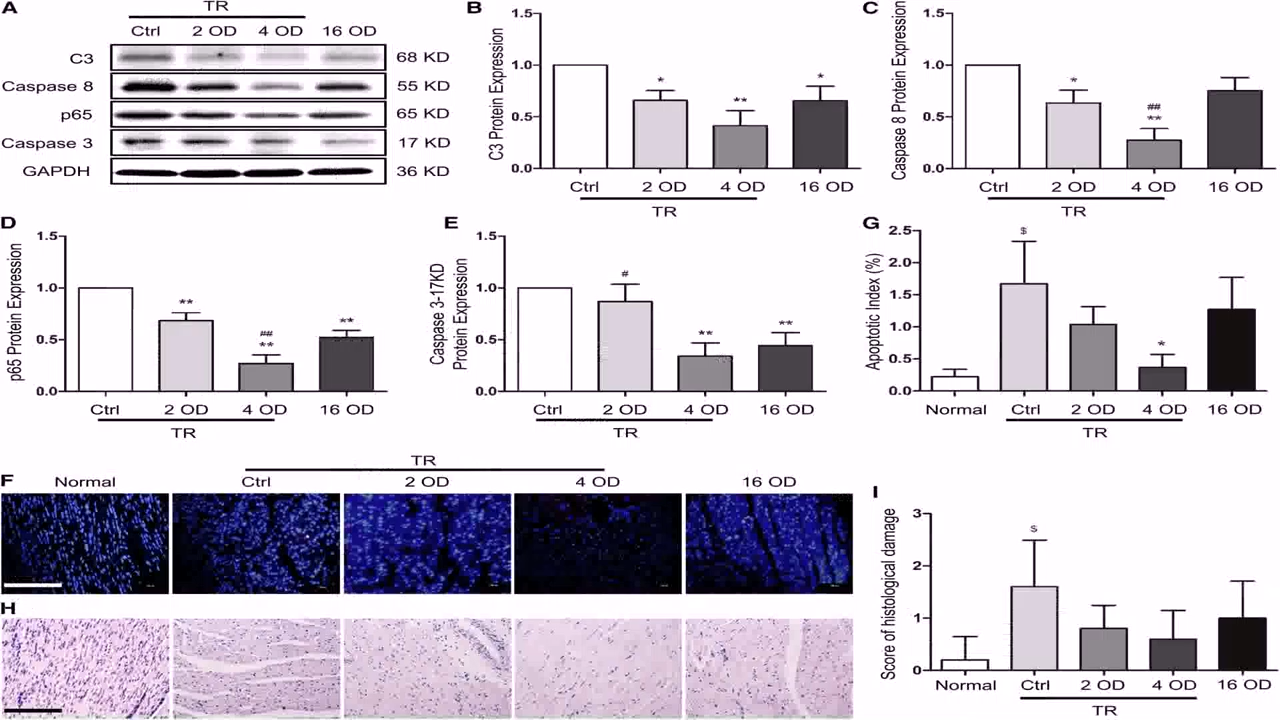 A
TR
Ctrl 2 OD 4 OD 16 OD
C3 68 KD
Caspase 8 55 KD
p65 65 KD
Caspase 3 17 KD
GAPDH 36 KD
B
C3 Protein Expression
1.5
1.0
0.5
0.0
*
**
*
Ctrl 2 OD 4 OD 16 OD
TR
C
Caspase 8 Protein Expression
1.5
1.0
0.5
0.0
*
##
**
Ctrl 2 OD 4 OD 16 OD
TR
D
p65 Protein Expression
1.5
1.0
0.5
0.0
**
##
**
**
Ctrl 2 OD 4 OD 16 OD
TR
E
Caspase 3-17KD
Protein Expression
1.5
1.0
0.5
0.0
#
**
**
Ctrl 2 OD 4 OD 16 OD
TR
G
Apoptotic Index (%)
2.5
2.0
1.5
1.0
0.5
0.0
$
*
Normal Ctrl 2 OD 4 OD 16 OD
TR
F
TR
Normal Ctrl 2 OD 4 OD 16 OD
H
I
Score of histological damage
3
2
1
0
$
Normal Ctrl 2 OD 4 OD 16 OD
TR